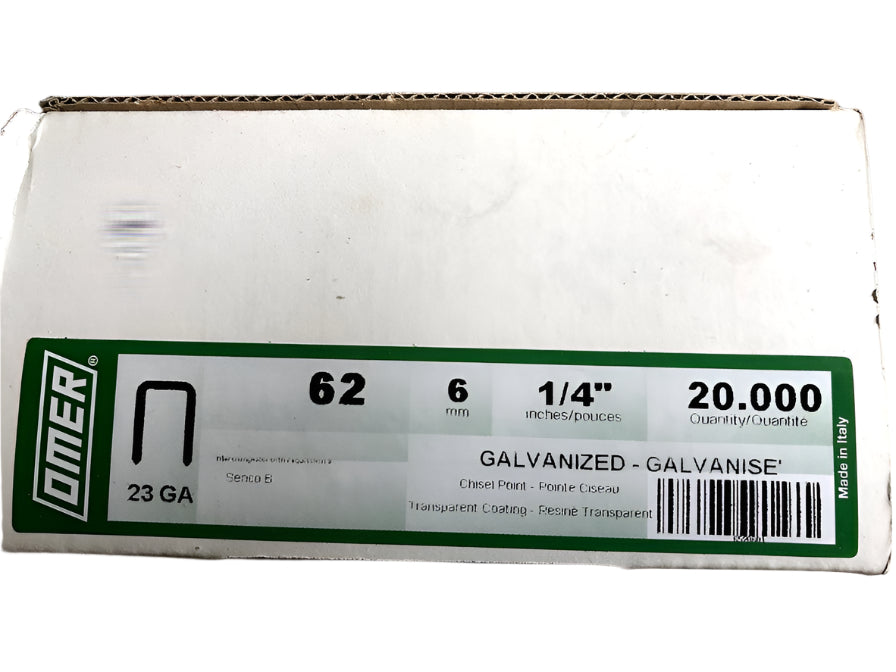 OMER®
62
6
mm
1/4"
inches/pouces
20.000
Quantity/Quantité
23 GA
Senco B
GALVANIZED - GALVANISE'
Chisel Point - Pointe Ciseau
Transparent Coating - Resine Transparent
Made in Italy